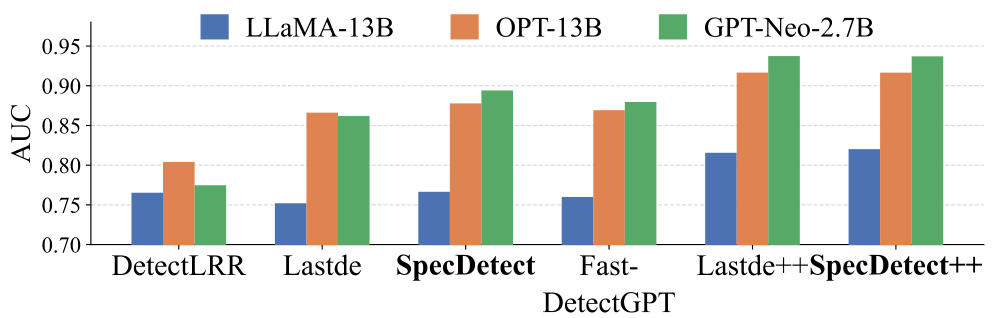 LLaMA-13B OPT-13B GPT-Neo-2.7B
AUC
0.95
0.90
0.85
0.80
0.75
0.70
DetectLRR Lastde SpecDetect Fast-DetectGPT Lastde++ SpecDetect++